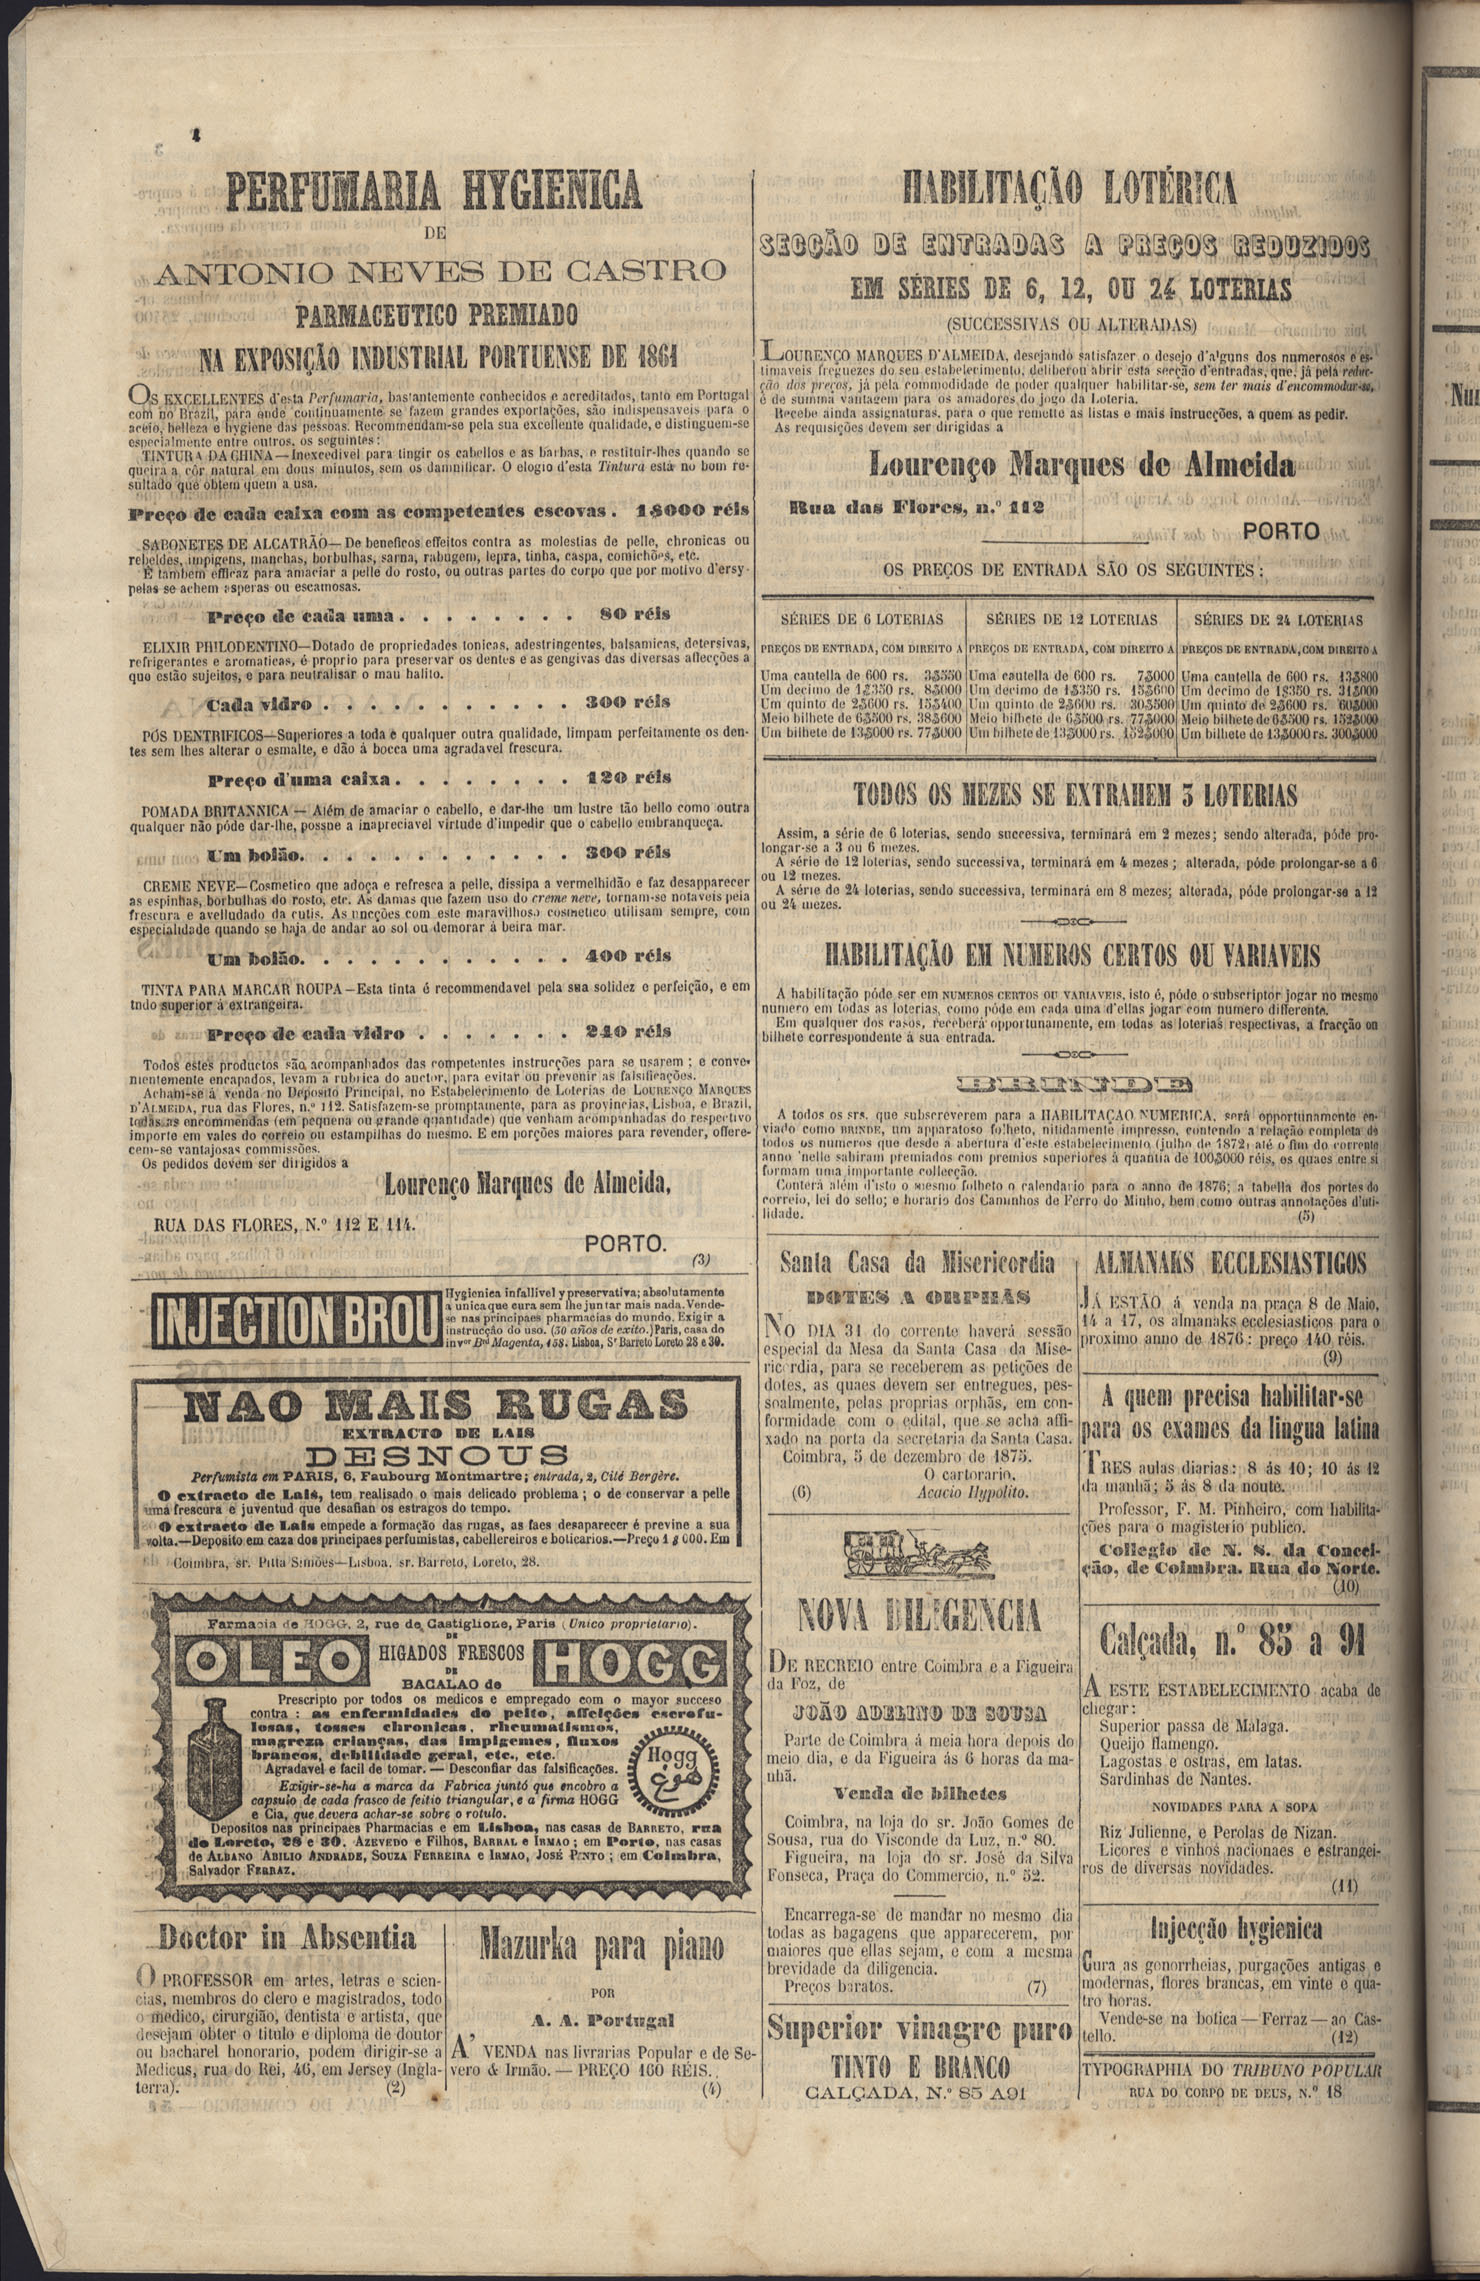 4
PERFUMARIA HYGIENICA
DE
ANTONIO NEVES DE CASTRO
PARMACEUTICO PREMIADO
NA EXPOSIÇÃO INDUSTRIAL PORTUENSE DE 1861
OS EXCELLENTES d'esta Perfumaria, bastantemente conhecidos e acreditados, tanto em Portugal
com no Brazil, para onde continuamente se fazem grandes exportações, são indispensaveis para o
aceio, belleza e hygiene das pessoas. Recommendam-se pela sua excellente qualidade, e distinguem-se
especialmente entre outros, os seguintes:
TINTURA DA CHINA—Inexcedivel para tingir os cabellos e as barbas, e restituir-lhes quando se
queira a côr natural em dous minutos, sem os damnificar. O elogio d'esta Tintura está no bom re-
sultado que obtem quem a usa.
Preço de cada caixa com as competentes escovas. 1$000 réis
SABONETES DE ALCATRÃO—De beneficos effeitos contra as molestias de pelle, chronicas ou
rebeldes, impigens, manchas, borbulhas, sarna, rabugem, lepra, tinha, caspa, comichões, etc.
E tambem efficaz para amaciar a pelle do rosto, ou outras partes do corpo que por motivo d'ersy-
pelas se achem asperas ou escamosas.
Preço de cada uma. . . . . . . . 80 réis
ELIXIR PHILODENTINO—Dotado de propriedades tonicas, adestringentes, balsamicas, detersivas,
refrigerantes e aromaticas, é proprio para preservar os dentes e as gengivas das diversas affecções a
que estão sujeitos, e para neutralisar o mau halito.
Cada vidro . . . . . . . . . . . 300 réis
PÓS DENTRIFICOS—Superiores a toda e qualquer outra qualidade, limpam perfeitamente os den-
tes sem lhes alterar o esmalte, e dão á bocca uma agradavel frescura.
Preço d'uma caixa. . . . . . . . 120 réis
POMADA BRITANNICA — Além de amaciar o cabello, e dar-lhe um lustre tão bello como outra
qualquer não póde dar-lhe, possue a inapreciavel virtude d'impedir que o cabello embranqueça.
Um boião. . . . . . . . . . . . 300 réis
CREME NEVE—Cosmetico que adoça e refresca a pelle, dissipa a vermelhidão e faz desapparecer
as espinhas, borbulhas do rosto, etc. As damas que fazem uso do creme neve, tornam-se notaveis pela
frescura e avelludado da cutis. As uncções com este maravilhoso cosmetico utilisam sempre, com
especialidade quando se haja de andar ao sol ou demorar á beira mar.
Um boião. . . . . . . . . . . . 400 réis
TINTA PARA MARCAR ROUPA—Esta tinta é recommendavel pela sua solidez e perfeição, e em
tudo superior á extrangeira.
Preço de cada vidro . . . . . . . 240 réis
Todos estes productos são acompanhados das competentes instrucções para se usarem; e conve-
nientemente encapados, levam a rubrica do auctor, para evitar ou prevenir as falsificações.
Acham-se á venda no Deposito Principal, no Estabelecimento de Loterias de LOURENÇO MARQUES
D'ALMEIDA, rua das Flores, n.º 112. Satisfazem-se promptamente, para as provincias, Lisboa, e Brazil,
todas as encommendas (em pequena ou grande quantidade) que venham acompanhadas do respectivo
importe em vales do correio ou estampilhas do mesmo. E em porções maiores para revender, offere-
cem-se vantajosas commissões.
Os pedidos devem ser dirigidos a
Lourenço Marques de Almeida,
RUA DAS FLORES, N.º 112 E 114.
PORTO.
(3)
INJECTION BROU
Hygienica infallivel y preservativa; absolutamente
a unica que cura sem lhe juntar mais nada. Vende-
se nas principaes pharmacias do mundo. Exigir a
instrucção do uso. (30 años de exito.) Paris, casa do
invor Bd Magenta, 158. Lisboa, Sr Barreto Loreto 28 e 30.
NAO MAIS RUGAS
EXTRACTO DE LAIS
DESNOUS
Perfumista em PARIS, 6, Faubourg Montmartre; entrada, 2, Cité Bergère.
O extracto de Lais, tem realisado o mais delicado problema; o de conservar a pelle
uma frescura e juventud que desafian os estragos do tempo.
O extracto de Lais empede a formação das rugas, as faes desaparecer é previne a sua
volta.—Deposito em caza dos principaes perfumistas, cabellereiros e boticarios.—Preço 1$000. Em
Coimbra, sr. Pitta Simões—Lisboa, sr. Barreto, Loreto, 28.
Farmacia de HOGG, 2, rue de Castiglione, Paris (Unico proprietario).
OLEO DE HIGADOS FRESCOS DE BACALAO de HOGG
Prescripto por todos os medicos e empregado com o mayor succeso
contra: as enfermidades do peito, affeições escrofu-
losas, tosses chronicas, rheumatismos,
magreza crianças, das impigemes, fluxos
brancos, debilidade geral, etc., etc.
Agradavel e facil de tomar. — Desconfiar das falsificações.
Exigir-se-ha a marca da Fabrica juntó que encobro a
capsulo de cada frasco de feitio triangular, e a firma HOGG
e Cia, que devera achar-se sobre o rotulo.
Hogg
هوغ
Depositos nas principaes Pharmacias e em Lisboa, nas casas de BARRETO, rua
do Loreto, 28 e 30. AZEVEDO e Filhos, BARRAL e IRMAO; em Porto, nas casas
de ALBANO ABILIO ANDRADE, SOUZA FERREIRA e IRMAO, JOSÉ PINTO; em Coimbra,
Salvador FERRAZ.
Doctor in Absentia
O PROFESSOR em artes, letras e scien-
cias, membros do clero e magistrados, todo
o medico, cirurgião, dentista e artista, que
desejam obter o titulo e diploma de doutor
ou bacharel honorario, podem dirigir-se a
Medicus, rua do Rei, 46, em Jersey (Ingla-
terra). (2)
Mazurka para piano
POR
A. A. Portugal
A' VENDA nas livrarias Popular e de Se-
vero & Irmão. — PREÇO 160 RÉIS.
(4)
HABILITAÇÃO LOTÉRICA
SECÇÃO DE ENTRADAS A PREÇOS REDUZIDOS
EM SÉRIES DE 6, 12, OU 24 LOTERIAS
(SUCCESSIVAS OU ALTERADAS)
LOURENÇO MARQUES D'ALMEIDA, desejando satisfazer o desejo d'alguns dos numerosos e es-
timaveis freguezes do seu estabelecimento, deliberou abrir esta secção d'entradas, que, já pela reduc-
ção dos preços, já pela commodidade de poder qualquer habilitar-se, sem ter mais d'encommodar-se,
é de summa vantagem para os amadores do jogo da Loteria.
Recebe ainda assignaturas, para o que remette as listas e mais instrucções, a quem as pedir.
As requisições devem ser dirigidas a
Lourenço Marques de Almeida
Rua das Flores, n.º 112
PORTO
OS PREÇOS DE ENTRADA SÃO OS SEGUINTES:
SÉRIES DE 6 LOTERIAS
PREÇOS DE ENTRADA, COM DIREITO A
Uma cautella de 600 rs. 3$550
Um decimo de 1$350 rs. 8$000
Um quinto de 2$600 rs. 15$400
Meio bilhete de 6$500 rs. 38$600
Um bilhete de 13$000 rs. 77$000
SÉRIES DE 12 LOTERIAS
PREÇOS DE ENTRADA, COM DIREITO A
Uma cautella de 600 rs. 7$000
Um decimo de 1$350 rs. 15$600
Um quinto de 2$600 rs. 30$500
Meio bilhete de 6$500 rs. 77$000
Um bilhete de 13$000 rs. 152$000
SÉRIES DE 24 LOTERIAS
PREÇOS DE ENTRADA, COM DIREITO A
Uma cautella de 600 rs. 13$800
Um decimo de 1$350 rs. 31$000
Um quinto de 2$600 rs. 60$000
Meio bilhete de 6$500 rs. 152$000
Um bilhete de 13$000 rs. 300$000
TODOS OS MEZES SE EXTRAHEM 3 LOTERIAS
Assim, a série de 6 loterias, sendo successiva, terminará em 2 mezes; sendo alterada, póde pro-
longar-se a 3 ou 6 mezes.
A série de 12 loterias, sendo successiva, terminará em 4 mezes; alterada, póde prolongar-se a 6
ou 12 mezes.
A série de 24 loterias, sendo successiva, terminará em 8 mezes; alterada, póde prolongar-se a 12
ou 24 mezes.
HABILITAÇÃO EM NUMEROS CERTOS OU VARIAVEIS
A habilitação póde ser em NUMEROS CERTOS OU VARIAVEIS, isto é, póde o subscriptor jogar no mesmo
numero em todas as loterias, como póde em cada uma d'ellas jogar com numero differente.
Em qualquer dos casos, receberá opportunamente, em todas as loterias respectivas, a fracção ou
bilhete correspondente á sua entrada.
BRINDE
A todos os srs. que subscreverem para a HABILITAÇÃO NUMERICA, será opportunamente en-
viado como BRINDE, um apparatoso folheto, nitidamente impresso, contendo a relação completa de
todos os numeros que desde a abertura d'este estabelecimento (julho de 1872) até o fim do corrente
anno 'nelle sahiram premiados com premios superiores á quantia de 100$000 réis, os quaes entre si
formam uma importante collecção.
Conterá além d'isto o mesmo folheto o calendario para o anno de 1876; a tabella dos portes do
correio, lei do sello; e horario dos Caminhos de Ferro do Minho, bem como outras annotações d'uti-
lidade. (5)
Santa Casa da Misericordia
DOTES A ORPHÃS
NO DIA 31 do corrente haverá sessão
especial da Mesa da Santa Casa da Mise-
ricordia, para se receberem as petições de
dotes, as quaes devem ser entregues, pes-
soalmente, pelas proprias orphãs, em con-
formidade com o edital, que se acha affi-
xado na porta da secretaria da Santa Casa.
Coimbra, 5 de dezembro de 1875.
O cartorario,
(6) Acacio Hypolito.
NOVA DILIGENCIA
DE RECREIO entre Coimbra e a Figueira
da Foz, de
JOÃO ADELINO DE SOUSA
Parte de Coimbra á meia hora depois do
meio dia, e da Figueira ás 6 horas da ma-
nhã.
Venda de bilhetes
Coimbra, na loja do sr. João Gomes de
Sousa, rua do Visconde da Luz, n.º 80.
Figueira, na loja do sr. José da Silva
Fonseca, Praça do Commercio, n.º 52.
Encarrega-se de mandar no mesmo dia
todas as bagagens que apparecerem, por
maiores que ellas sejam, e com a mesma
brevidade da diligencia.
Preços baratos. (7)
Superior vinagre puro
TINTO E BRANCO
CALÇADA, N.º 85 A 91
ALMANAKS ECCLESIASTICOS
JÁ ESTÃO á venda na praça 8 de Maio,
14 a 17, os almanaks ecclesiasticos para o
proximo anno de 1876: preço 140 réis.
(9)
A quem precisa habilitar-se
para os exames da lingua latina
TRES aulas diarias: 8 ás 10; 10 ás 12
da manhã; 5 ás 8 da noute.
Professor, F. M. Pinheiro, com habilita-
ções para o magisterio publico.
Collegio de N. S. da Concei-
ção, de Coimbra. Rua do Norte.
(10)
Calçada, n.º 85 a 91
A ESTE ESTABELECIMENTO acaba de
chegar:
Superior passa de Malaga.
Queijo flamengo.
Lagostas e ostras, em latas.
Sardinhas de Nantes.
NOVIDADES PARA A SOPA
Riz Julienne, e Perolas de Nizan.
Licores e vinhos nacionaes e estrangei-
ros de diversas novidades.
(11)
Injecção hygienica
Cura as gonorrheias, purgações antigas e
modernas, flores brancas, em vinte e qua-
tro horas.
Vende-se na botica — Ferraz — ao Cas-
tello. (12)
TYPOGRAPHIA DO TRIBUNO POPULAR
RUA DO CORPO DE DEUS, N.º 18